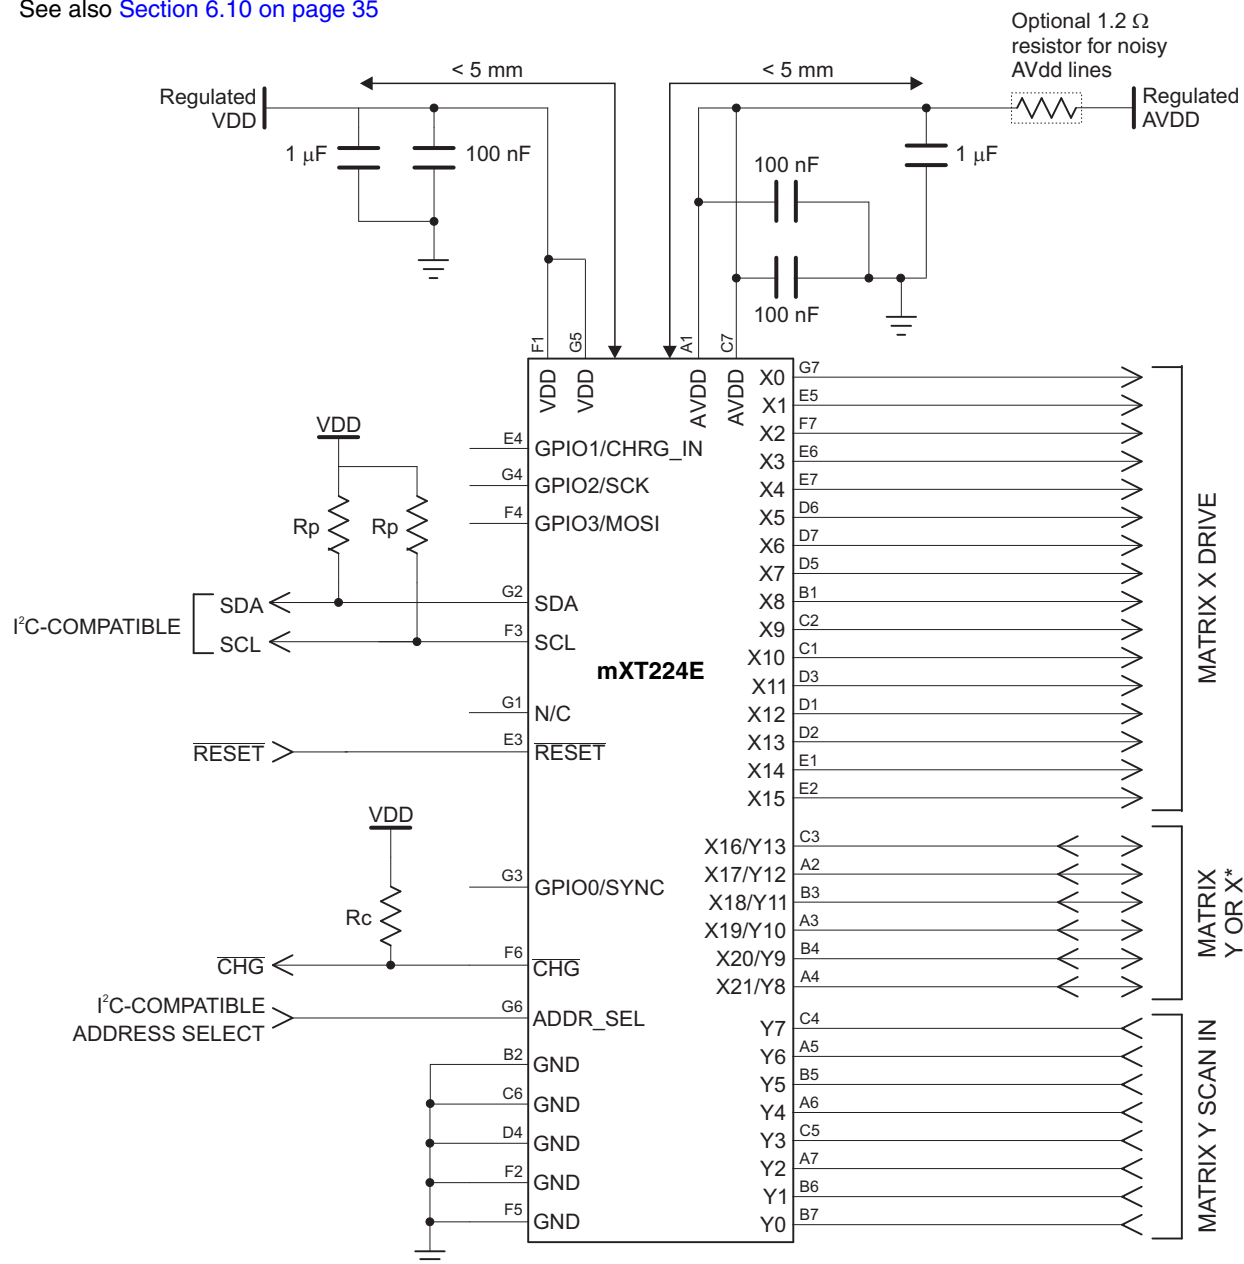 See also Section 6.10 on page 35
Optional 1.2 Ω
resistor for noisy
AVdd lines
< 5 mm
< 5 mm
Regulated
VDD
Regulated
AVDD
1 µF
100 nF
100 nF
1 µF
100 nF
F1
G5
A1
C7
VDD
VDD
AVDD
AVDD
VDD
Rp
Rp
E4
GPIO1/CHRG_IN
G4
GPIO2/SCK
F4
GPIO3/MOSI
I²C-COMPATIBLE
SDA
G2
SDA
SCL
F3
SCL
mXT224E
G1
N/C
RESET
E3
RESET
VDD
Rc
G3
GPIO0/SYNC
CHG
F6
CHG
I²C-COMPATIBLE
ADDRESS SELECT
G6
ADDR_SEL
B2
GND
C6
GND
D4
GND
F2
GND
F5
GND
X0
G7
X1
E5
X2
F7
X3
E6
X4
E7
X5
D6
X6
D7
X7
D5
X8
B1
X9
C2
X10
C1
X11
D3
X12
D1
X13
D2
X14
E1
X15
E2
MATRIX X DRIVE
X16/Y13
C3
X17/Y12
A2
X18/Y11
B3
X19/Y10
A3
X20/Y9
B4
X21/Y8
A4
MATRIX
Y OR X*
Y7
C4
Y6
A5
Y5
B5
Y4
A6
Y3
C5
Y2
A7
Y1
B6
Y0
B7
MATRIX Y SCAN IN